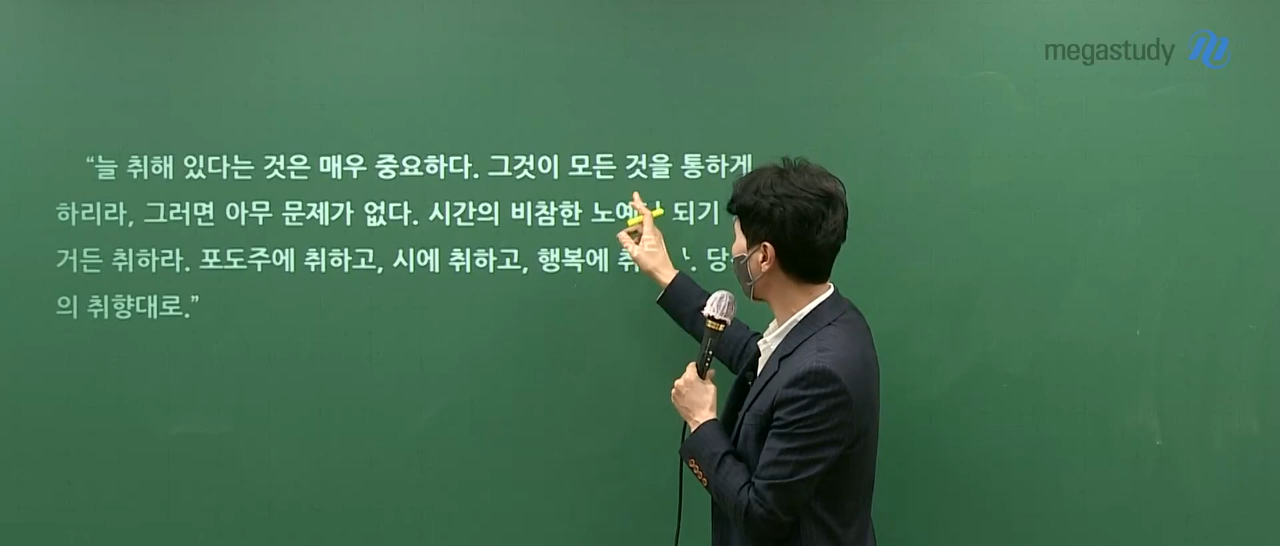 megastudy
“늘 취해 있다는 것은 매우 중요하다. 그것이 모든 것을 통하게
하리라, 그러면 아무 문제가 없다. 시간의 비참한 되기
거든 취하라. 포도주에 취하고, 시에 취하고, 행복에
의 취향대로.”